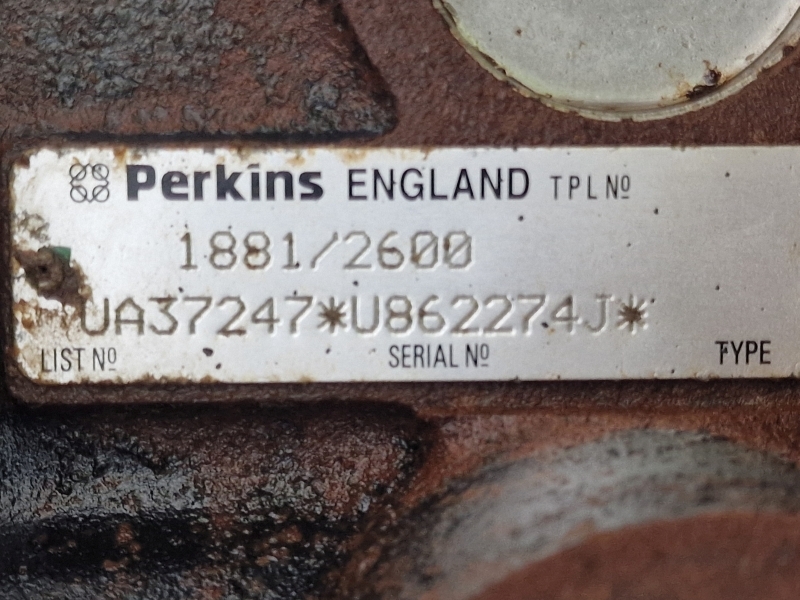 Perkins ENGLAND TPL Nº
1881/2600
UA37247*U862274J*
LIST Nº SERIAL Nº TYPE